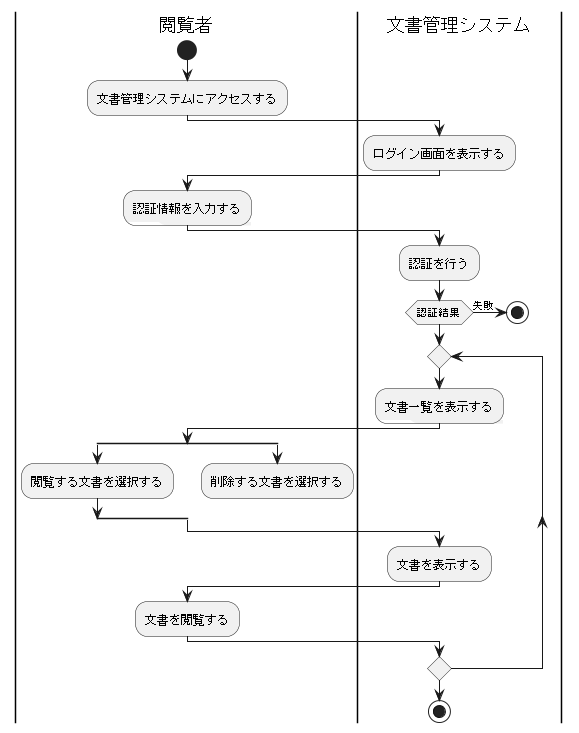 閲覧者
文書管理システム
文書管理システムにアクセスする
ログイン画面を表示する
認証情報を入力する
認証を行う
認証結果
失敗
文書一覧を表示する
閲覧する文書を選択する
削除する文書を選択する
文書を表示する
文書を閲覧する